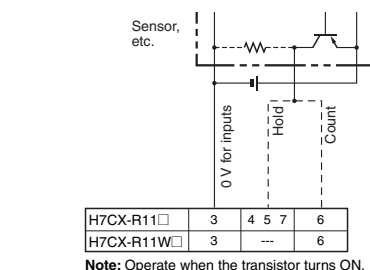 Sensor,
etc.
0 V for inputs
Hold
Count
H7CX-R11□ 3 4 5 7 6
H7CX-R11W□ 3 --- 6
Note: Operate when the transistor turns ON.